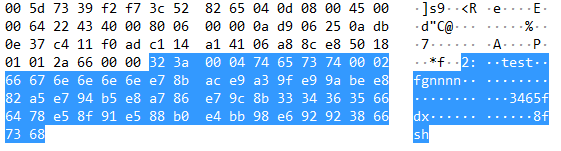 00 5d 73 39 f2 f7 3c 52 82 65 04 0d 08 00 45 00 ·]s9··<R ·e····E·
00 64 22 43 40 00 80 06 00 00 0a d9 06 25 0a db ·d"C@··· ·····%··
0e 37 c4 11 f0 ad c1 14 a1 41 06 a8 8c e8 50 18 ·7······ ·A····P·
01 01 2a 66 00 00 32 3a 00 04 74 65 73 74 00 02 ··*f··2: ··test··
66 67 6e 6e 6e 6e e7 8b ac e9 a3 9f e9 9a be e8 fgnnnn·· ········
82 a5 e7 94 b5 e8 a7 86 e7 9c 8b 33 34 36 35 66 ········ ···3465f
64 78 e5 8f 91 e5 88 b0 e4 bb 98 e6 92 92 38 66 dx······ ······8f
73 68 sh